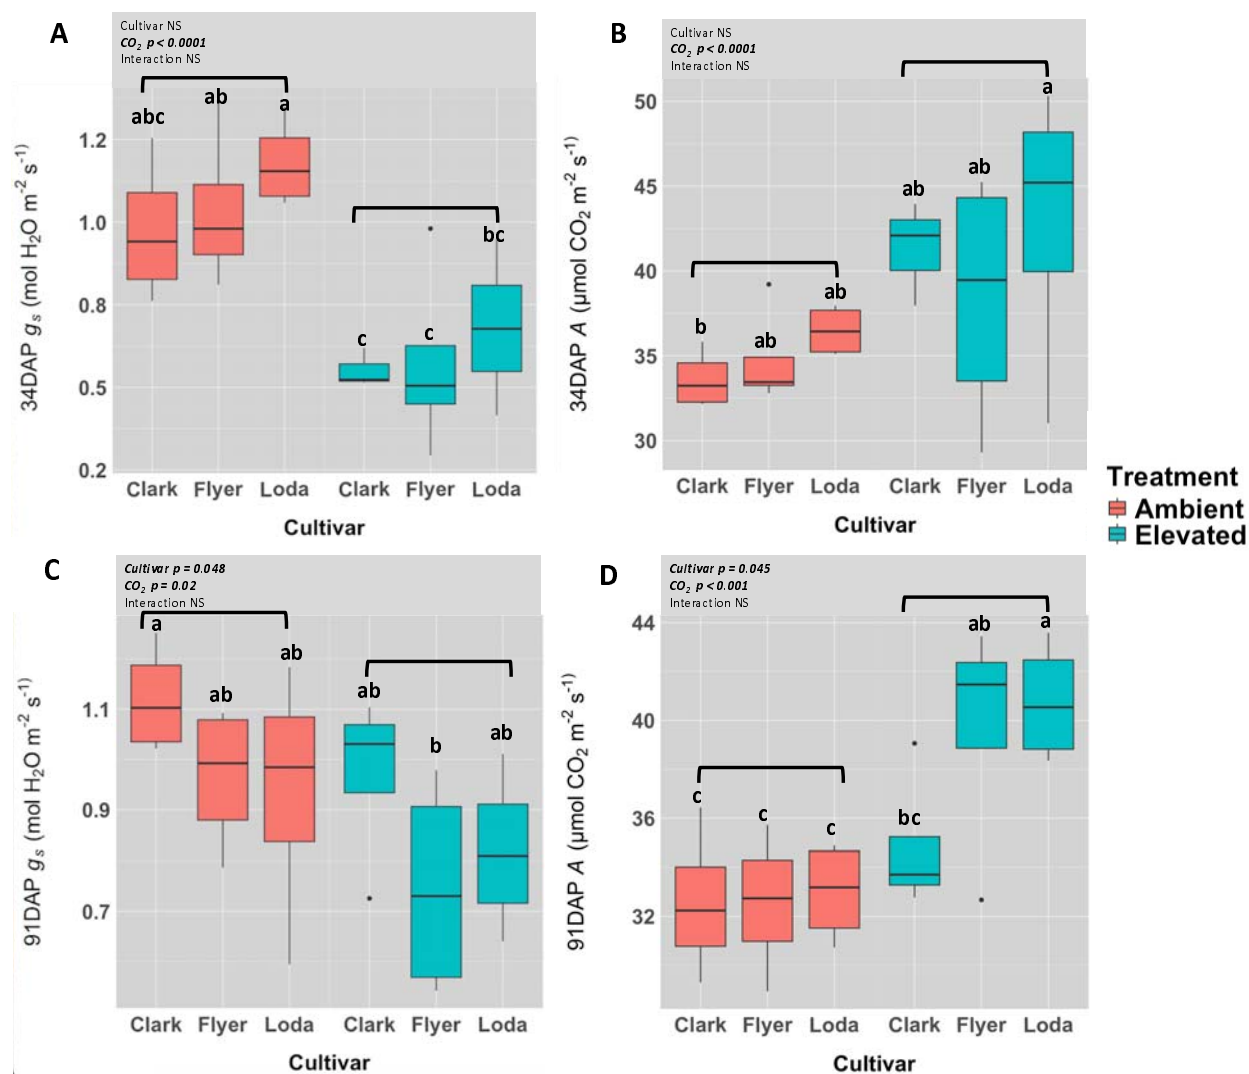 A
Cultivar NS
CO₂ p < 0.0001
Interaction NS
abc
ab
a
c
c
bc
1.2
1.0
0.8
0.5
0.2
34DAP gₛ (mol H₂O m⁻² s⁻¹)
Clark Flyer Loda Clark Flyer Loda
Cultivar
B
Cultivar NS
CO₂ p < 0.0001
Interaction NS
b
ab
ab
ab
ab
a
50
45
40
35
30
34DAP A (µmol CO₂ m⁻² s⁻¹)
Clark Flyer Loda Clark Flyer Loda
Cultivar
Treatment
Ambient
Elevated
C
Cultivar p = 0.048
CO₂ p = 0.02
Interaction NS
a
ab
ab
ab
b
ab
1.1
0.9
0.7
91DAP gₛ (mol H₂O m⁻² s⁻¹)
Clark Flyer Loda Clark Flyer Loda
Cultivar
D
Cultivar p = 0.045
CO₂ p < 0.001
Interaction NS
c
c
c
bc
ab
a
44
40
36
32
91DAP A (µmol CO₂ m⁻² s⁻¹)
Clark Flyer Loda Clark Flyer Loda
Cultivar